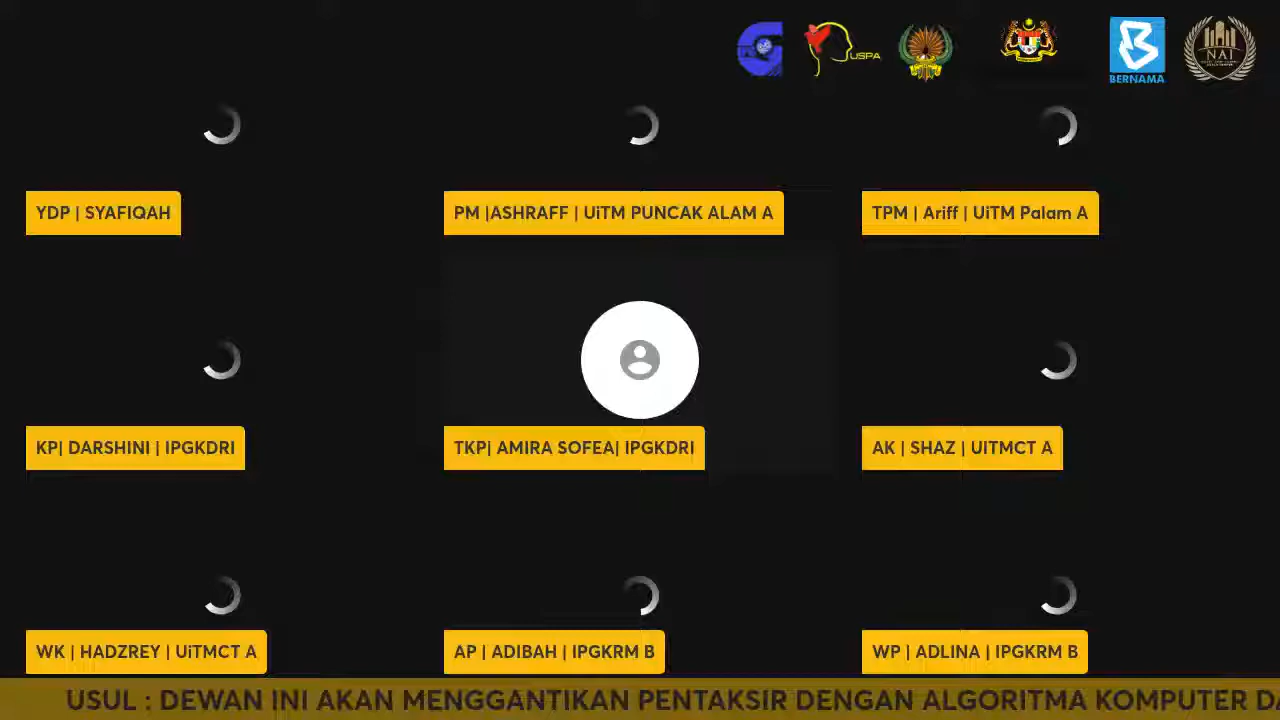 USPA
BERNAMA
NAI
YDP | SYAFIQAH
PM |ASHRAFF | UiTM PUNCAK ALAM A
TPM | Ariff | UiTM Palam A
KP| DARSHINI | IPGKDRI
TKP| AMIRA SOFEA| IPGKDRI
AK | SHAZ | UITMCT A
WK | HADZREY | UiTMCT A
AP | ADIBAH | IPGKRM B
WP | ADLINA | IPGKRM B
USUL : DEWAN INI AKAN MENGGANTIKAN PENTAKSIR DENGAN ALGORITMA KOMPUTER DA